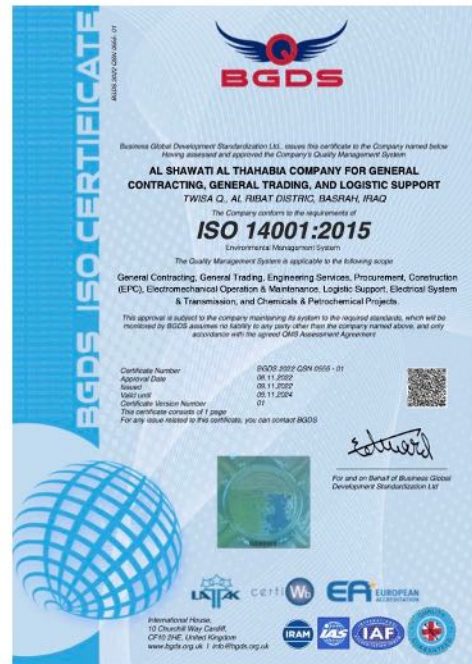 BGDS ISO CERTIFICATE
BGDS
Business Global Development Standardization Ltd., issues this certificate to the Company named below
Having assessed and approved the Company's Quality Management System
AL SHAWATI AL THAHABIA COMPANY FOR GENERAL
CONTRACTING, GENERAL TRADING, AND LOGISTIC SUPPORT
TWISA Q., AL RIBAT DISTRIC, BASRAH, IRAQ
The Company conform to the requirements of
ISO 14001:2015
Environmental Management System
The Quality Management System is applicable to the following scope
General Contracting, General Trading, Engineering Services, Procurement, Construction
(EPC), Electromechanical Operation & Maintenance, Logistic Support, Electrical System
& Transmission, and Chemicals & Petrochemical Projects.
This approval is subject to the company maintaining its system to the required standards, which will be
monitored by BGDS assumes no liability to any party other then the company named above, and only
accordance with the agreed QMS Assessment Agreement
Certificate Number BGDS 2022 QSN 0956 - 01
Approval Date 08.11.2022
Issued 09.11.2022
Valid until 09.11.2024
Certificate Version Number 01
This certificate consists of 1 page
For any issue related to this certificate, you can contact BGDS
For and on Behalf of Business Global
Development Standardization Ltd
certi Wb
EA EUROPEAN
ACCREDITATION
International House,
10 Churchill Way Cardiff,
CF10 2HE, United Kingdom
www.bgds.org.uk I info@bgds.org.uk
IRAM
IAS
IAF